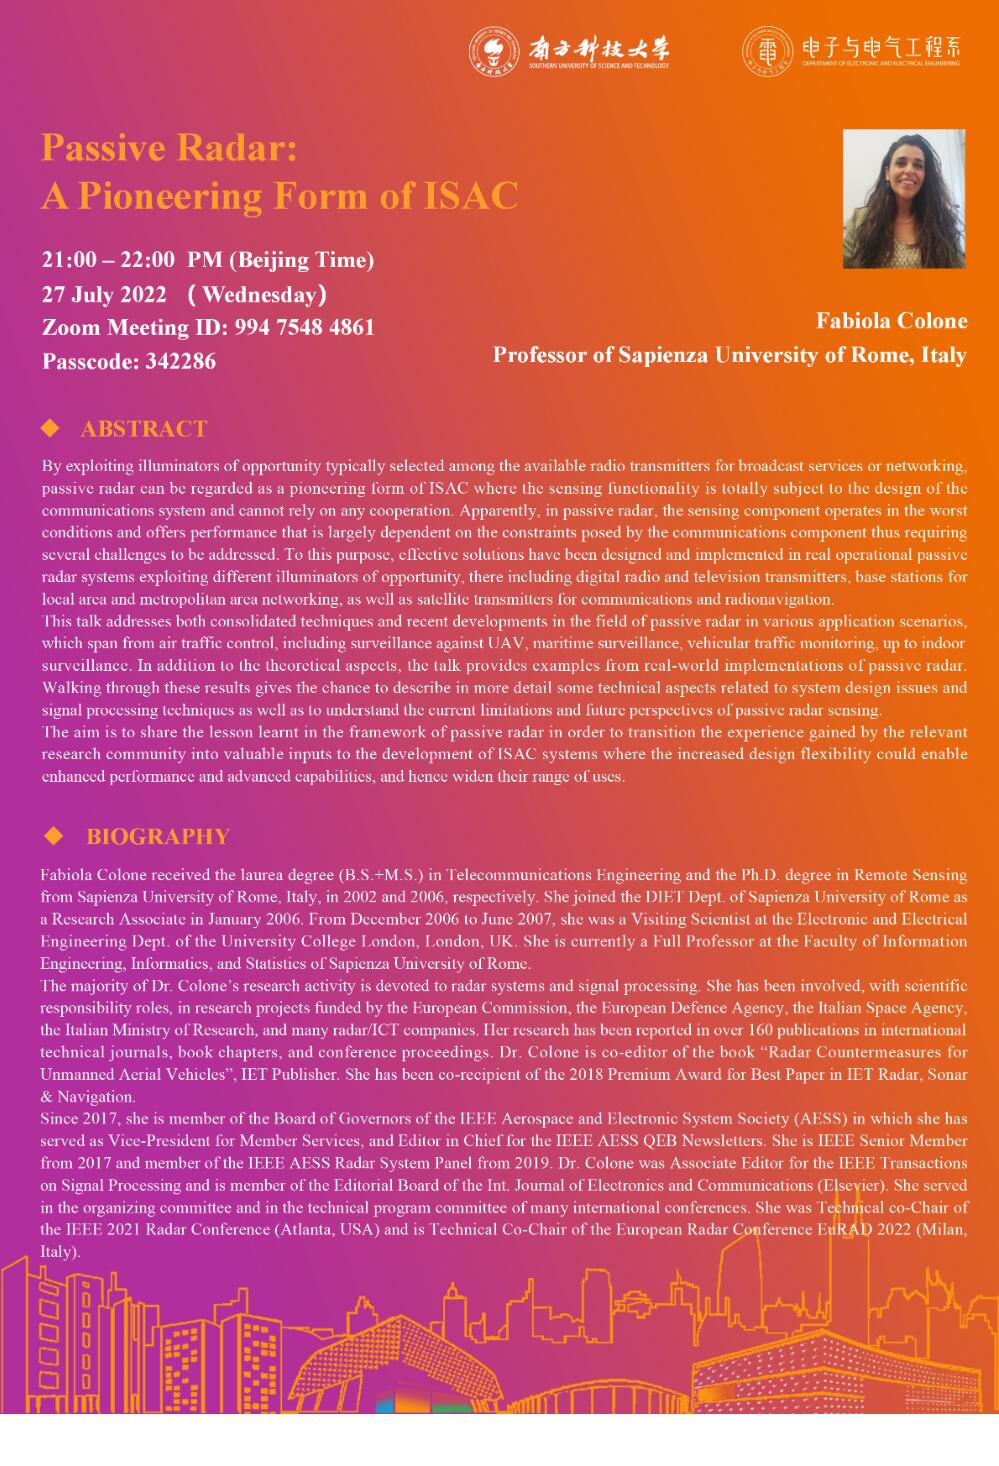 南方科技大学
SOUTHERN UNIVERSITY OF SCIENCE AND TECHNOLOGY
電
电子与电气工程系
DEPARTMENT OF ELECTRONIC AND ELECTRICAL ENGINEERING
Passive Radar:
A Pioneering Form of ISAC
21:00 – 22:00 PM (Beijing Time)
27 July 2022 （Wednesday）
Zoom Meeting ID: 994 7548 4861
Passcode: 342286
Fabiola Colone
Professor of Sapienza University of Rome, Italy
◆ ABSTRACT
By exploiting illuminators of opportunity typically selected among the available radio transmitters for broadcast services or networking,
passive radar can be regarded as a pioneering form of ISAC where the sensing functionality is totally subject to the design of the
communications system and cannot rely on any cooperation. Apparently, in passive radar, the sensing component operates in the worst
conditions and offers performance that is largely dependent on the constraints posed by the communications component thus requiring
several challenges to be addressed. To this purpose, effective solutions have been designed and implemented in real operational passive
radar systems exploiting different illuminators of opportunity, there including digital radio and television transmitters, base stations for
local area and metropolitan area networking, as well as satellite transmitters for communications and radionavigation.
This talk addresses both consolidated techniques and recent developments in the field of passive radar in various application scenarios,
which span from air traffic control, including surveillance against UAV, maritime surveillance, vehicular traffic monitoring, up to indoor
surveillance. In addition to the theoretical aspects, the talk provides examples from real-world implementations of passive radar.
Walking through these results gives the chance to describe in more detail some technical aspects related to system design issues and
signal processing techniques as well as to understand the current limitations and future perspectives of passive radar sensing.
The aim is to share the lesson learnt in the framework of passive radar in order to transition the experience gained by the relevant
research community into valuable inputs to the development of ISAC systems where the increased design flexibility could enable
enhanced performance and advanced capabilities, and hence widen their range of uses.
◆ BIOGRAPHY
Fabiola Colone received the laurea degree (B.S.+M.S.) in Telecommunications Engineering and the Ph.D. degree in Remote Sensing
from Sapienza University of Rome, Italy, in 2002 and 2006, respectively. She joined the DIET Dept. of Sapienza University of Rome as
a Research Associate in January 2006. From December 2006 to June 2007, she was a Visiting Scientist at the Electronic and Electrical
Engineering Dept. of the University College London, London, UK. She is currently a Full Professor at the Faculty of Information
Engineering, Informatics, and Statistics of Sapienza University of Rome.
The majority of Dr. Colone’s research activity is devoted to radar systems and signal processing. She has been involved, with scientific
responsibility roles, in research projects funded by the European Commission, the European Defence Agency, the Italian Space Agency,
the Italian Ministry of Research, and many radar/ICT companies. Her research has been reported in over 160 publications in international
technical journals, book chapters, and conference proceedings. Dr. Colone is co-editor of the book “Radar Countermeasures for
Unmanned Aerial Vehicles”, IET Publisher. She has been co-recipient of the 2018 Premium Award for Best Paper in IET Radar, Sonar
& Navigation.
Since 2017, she is member of the Board of Governors of the IEEE Aerospace and Electronic System Society (AESS) in which she has
served as Vice-President for Member Services, and Editor in Chief for the IEEE AESS QEB Newsletters. She is IEEE Senior Member
from 2017 and member of the IEEE AESS Radar System Panel from 2019. Dr. Colone was Associate Editor for the IEEE Transactions
on Signal Processing and is member of the Editorial Board of the Int. Journal of Electronics and Communications (Elsevier). She served
in the organizing committee and in the technical program committee of many international conferences. She was Technical co-Chair of
the IEEE 2021 Radar Conference (Atlanta, USA) and is Technical Co-Chair of the European Radar Conference EuRAD 2022 (Milan,
Italy).